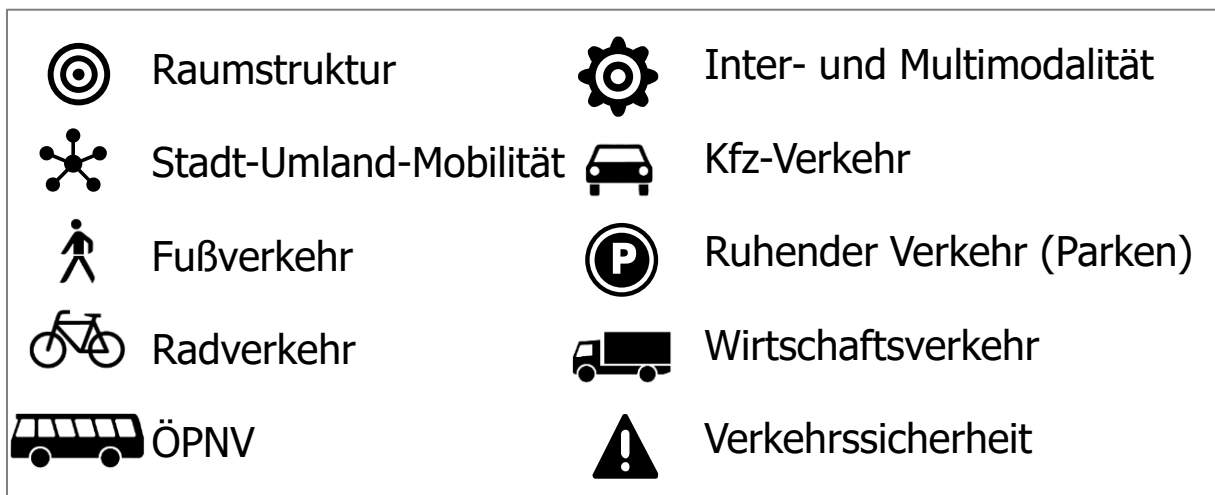 Raumstruktur
Stadt-Umland-Mobilität
Fußverkehr
Radverkehr
ÖPNV
Inter- und Multimodalität
Kfz-Verkehr
P
Ruhender Verkehr (Parken)
Wirtschaftsverkehr
Verkehrssicherheit